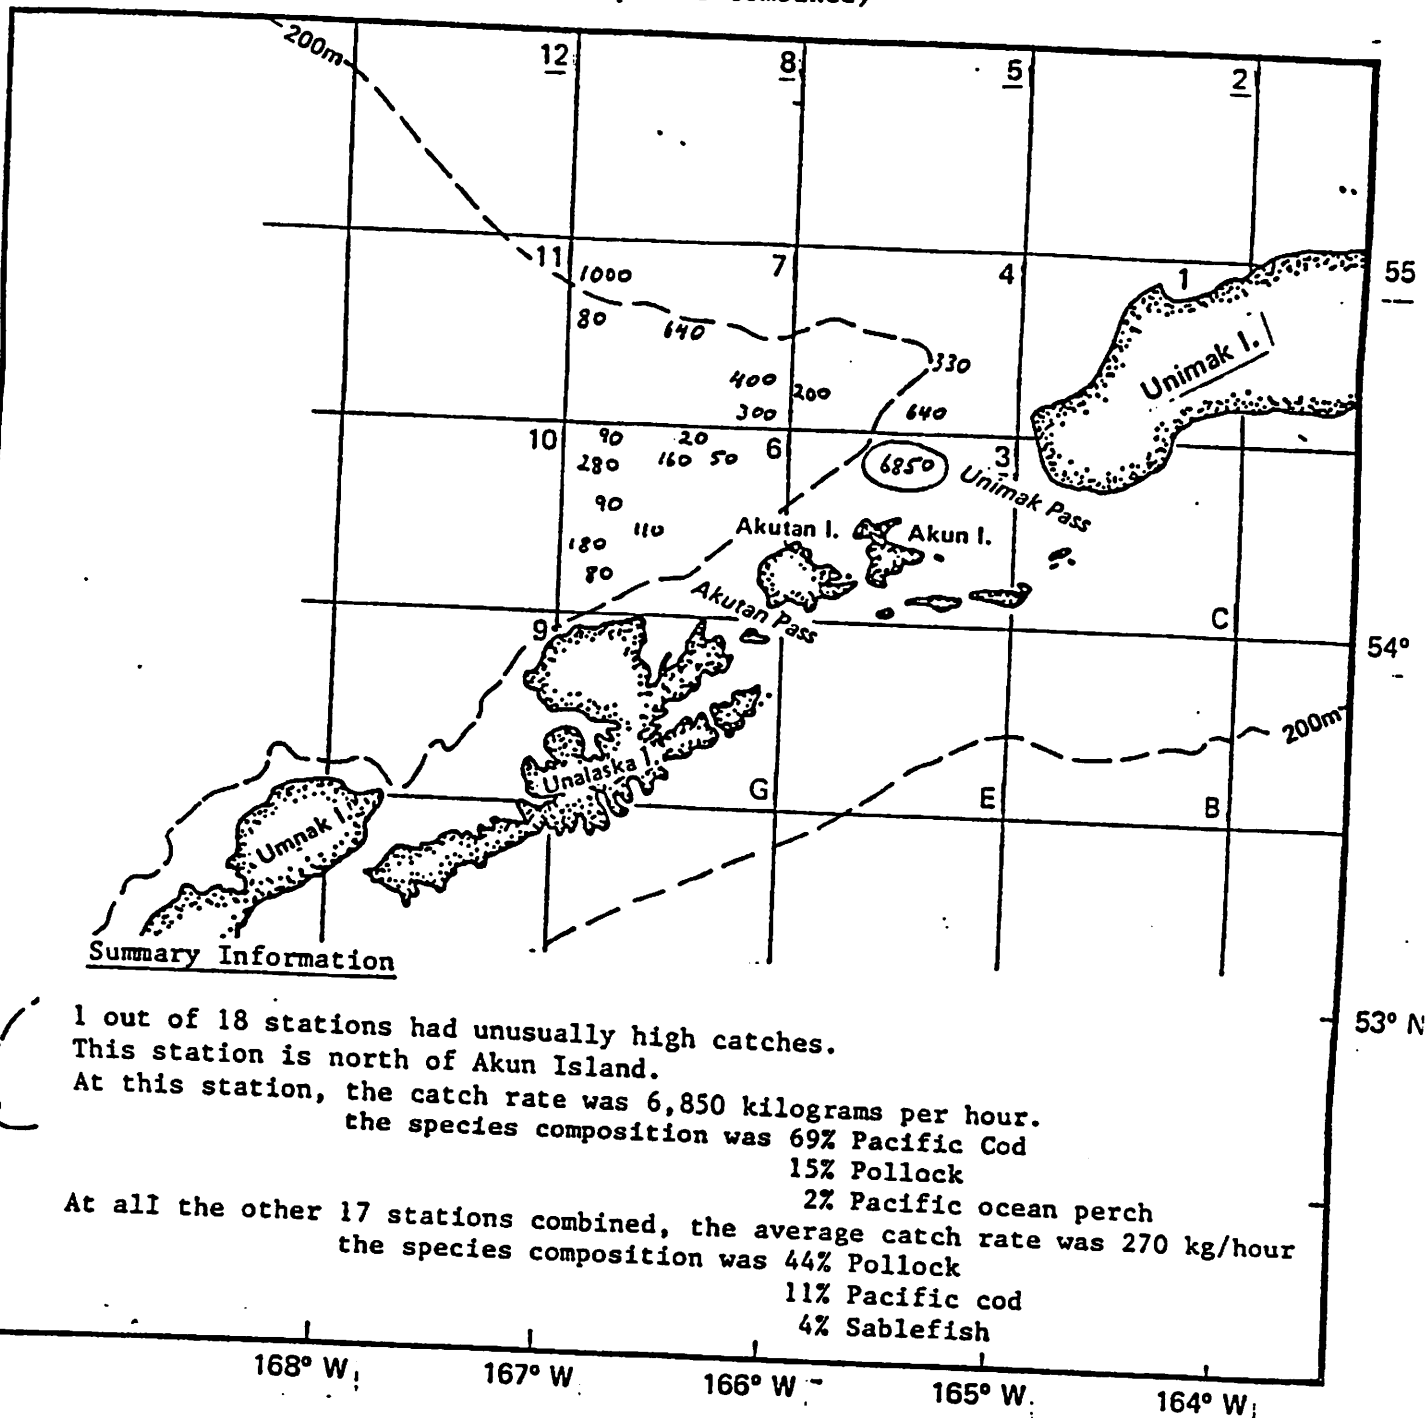 200m
12
8
5
2
11
1000
7
4
1
55
80
640
Unimak I.
330
400
200
300
640
10
90
20
6
280
160
50
6850
3
Unimak Pass
90
110
Akutan I.
Akun I.
180
80
Akutan Pass
C
9
54°
200m
Unalaska I.
G
E
B
Umnak I.
Summary Information
1 out of 18 stations had unusually high catches.
This station is north of Akun Island.
At this station, the catch rate was 6,850 kilograms per hour.
the species composition was 69% Pacific Cod
15% Pollock
2% Pacific ocean perch
At all the other 17 stations combined, the average catch rate was 270 kg/hour
the species composition was 44% Pollock
11% Pacific cod
4% Sablefish
53° N
168° W
167° W
166° W
165° W
164° W